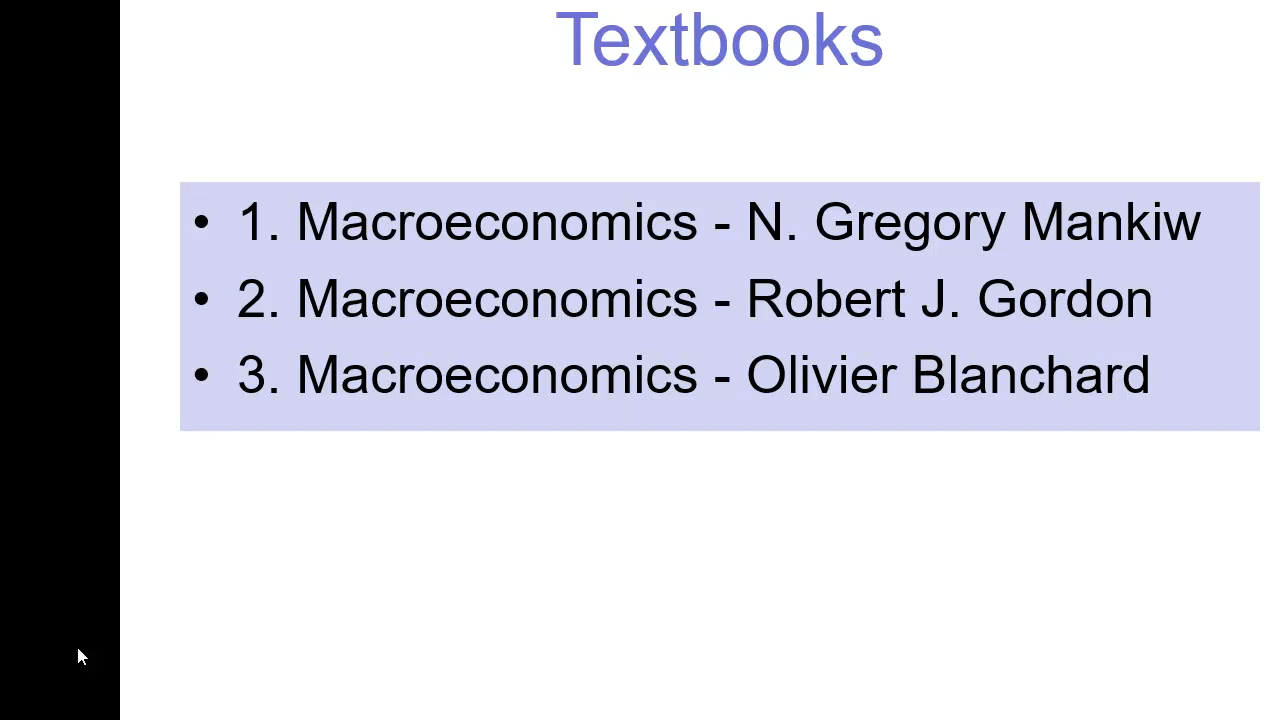 Textbooks
• 1. Macroeconomics - N. Gregory Mankiw
• 2. Macroeconomics - Robert J. Gordon
• 3. Macroeconomics - Olivier Blanchard